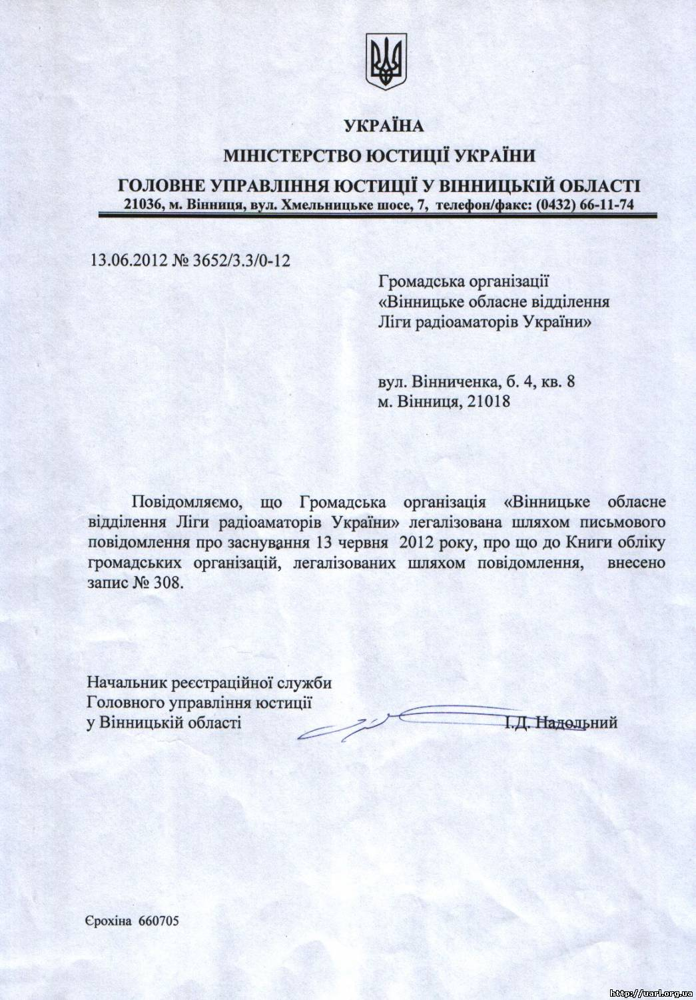 УКРАЇНА
МІНІСТЕРСТВО ЮСТИЦІЇ УКРАЇНИ
ГОЛОВНЕ УПРАВЛІННЯ ЮСТИЦІЇ У ВІННИЦЬКІЙ ОБЛАСТІ
21036, м. Вінниця, вул. Хмельницьке шосе, 7, телефон/факс: (0432) 66-11-74
13.06.2012 № 3652/3.3/0-12
Громадська організації
«Вінницьке обласне відділення
Ліги радіоаматорів України»
вул. Вінниченка, б. 4, кв. 8
м. Вінниця, 21018
Повідомляємо, що Громадська організація «Вінницьке обласне
відділення Ліги радіоаматорів України» легалізована шляхом письмового
повідомлення про заснування 13 червня 2012 року, про що до Книги обліку
громадських організацій, легалізованих шляхом повідомлення, внесено
запис № 308.
Начальник реєстраційної служби
Головного управління юстиції
у Вінницькій області І.Д. Надольний
Єрохіна 660705
http://uarl.org.ua